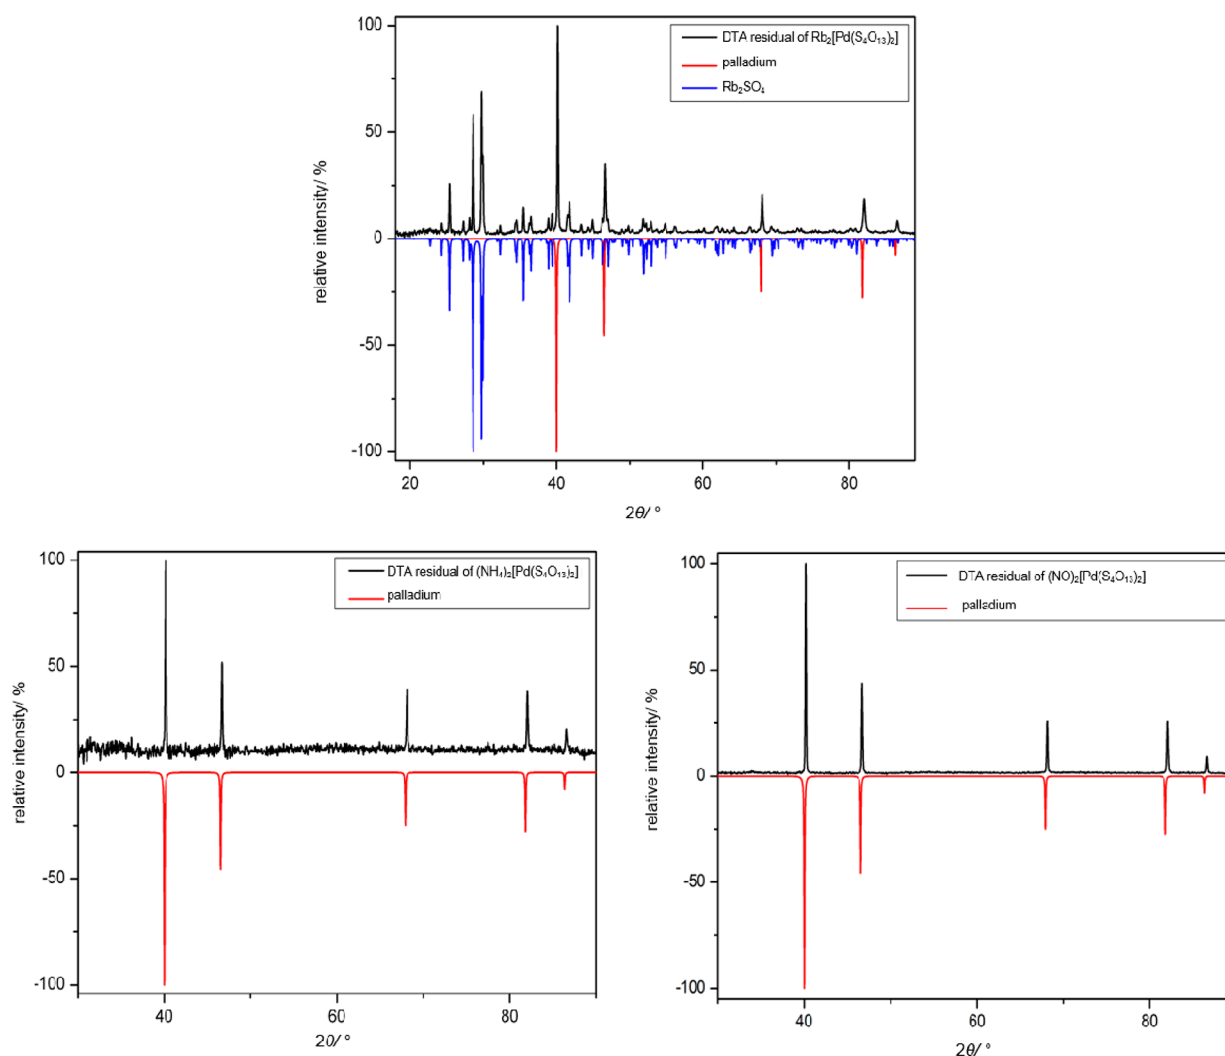 100
50
0
-50
-100
relative intensity/ %
DTA residual of Rb₂[Pd(S₄O₁₃)₂]
palladium
Rb₂SO₄
20 40 60 80
2θ/ °
100
50
0
-50
-100
relative intensity/ %
DTA residual of (NH₄)₂[Pd(S₄O₁₃)₂]
palladium
40 60 80
2θ/ °
100
50
0
-50
-100
relative intensity/ %
DTA residual of (NO)₂[Pd(S₄O₁₃)₂]
palladium
40 60 80
2θ/ °